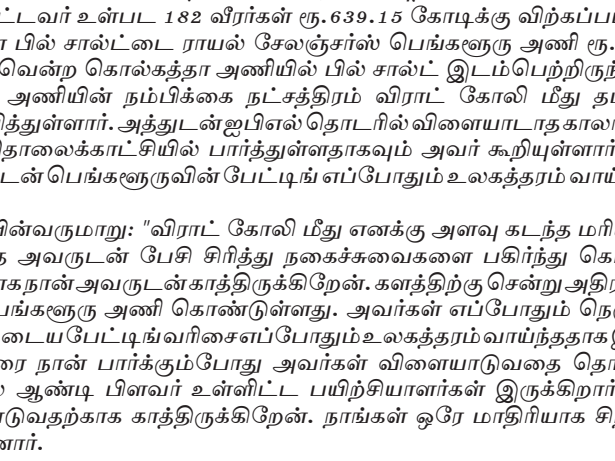 ட்டவர் உள்பட 182 வீரர்கள் ரூ.639.15 கோடிக்கு விற்கப்ப
பில் சால்ட்டை ராயல் சேலஞ்சர்ஸ் பெங்களூரு அணி ரூ.
வென்ற கொல்கத்தா அணியில் பில் சால்ட் இடம்பெற்றிருந்
அணியின் நம்பிக்கை நட்சத்திரம் விராட் கோலி மீது தா
வித்துள்ளார். அத்துடன் ஐபிஎல் தொடரில் விளையாடாத கால
தொலைக்காட்சியில் பார்த்துள்ளதாகவும் அவர் கூறியுள்ளார்
டன் பெங்களூருவின் பேட்டிங் எப்போதும் உலகத்தரம் வாய்
பின்வருமாறு: "விராட் கோலி மீது எனக்கு அளவு கடந்த மரி
அவருடன் பேசி சிரித்து நகைச்சுவைகளை பகிர்ந்து கொ
ாக நான் அவருடன் காத்திருக்கிறேன். களத்திற்கு சென்று அதிர
பெங்களூரு அணி கொண்டுள்ளது. அவர்கள் எப்போதும் நெரு
டைய பேட்டிங் வரிசை எப்போதும் உலகத்தரம் வாய்ந்ததாக இ
ரை நான் பார்க்கும்போது அவர்கள் விளையாடுவதை தொ
ஆண்டி பிளவர் உள்ளிட்ட பயிற்சியாளர்கள் இருக்கிறார்
டுவதற்காக காத்திருக்கிறேன். நாங்கள் ஒரே மாதிரியாக சி
னார்.